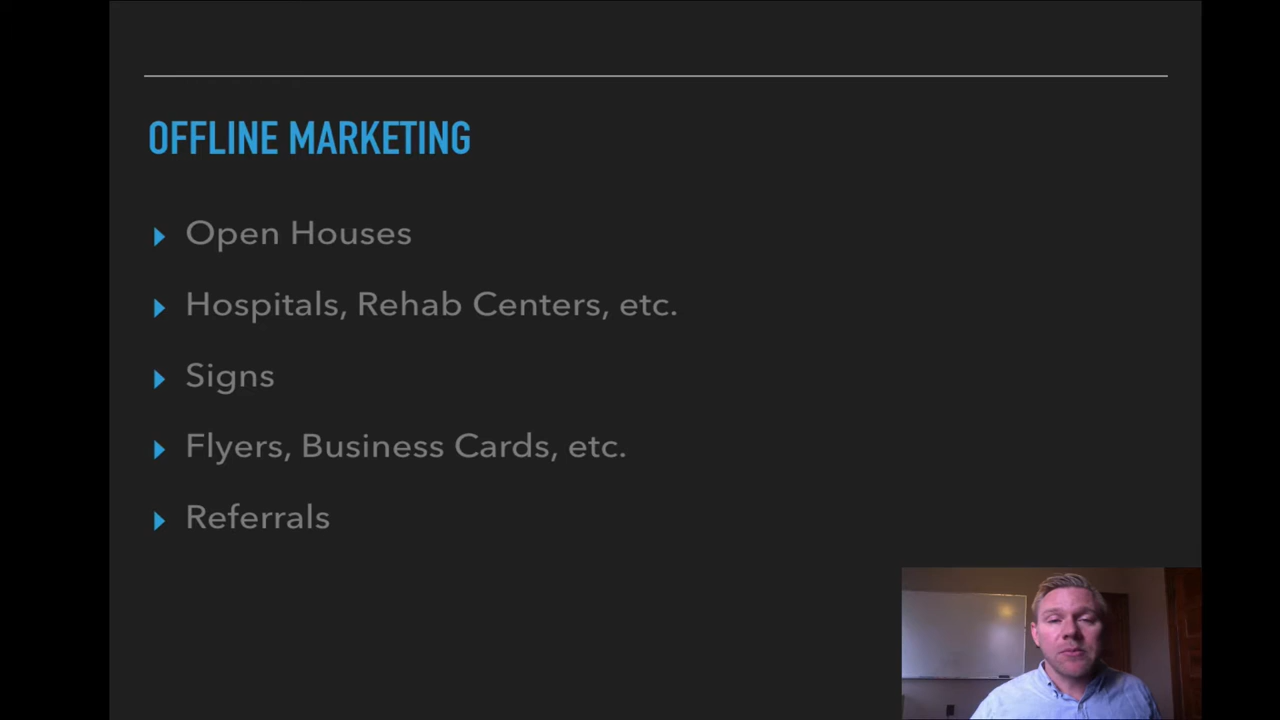 OFFLINE MARKETING
Open Houses
Hospitals, Rehab Centers, etc.
Signs
Flyers, Business Cards, etc.
Referrals